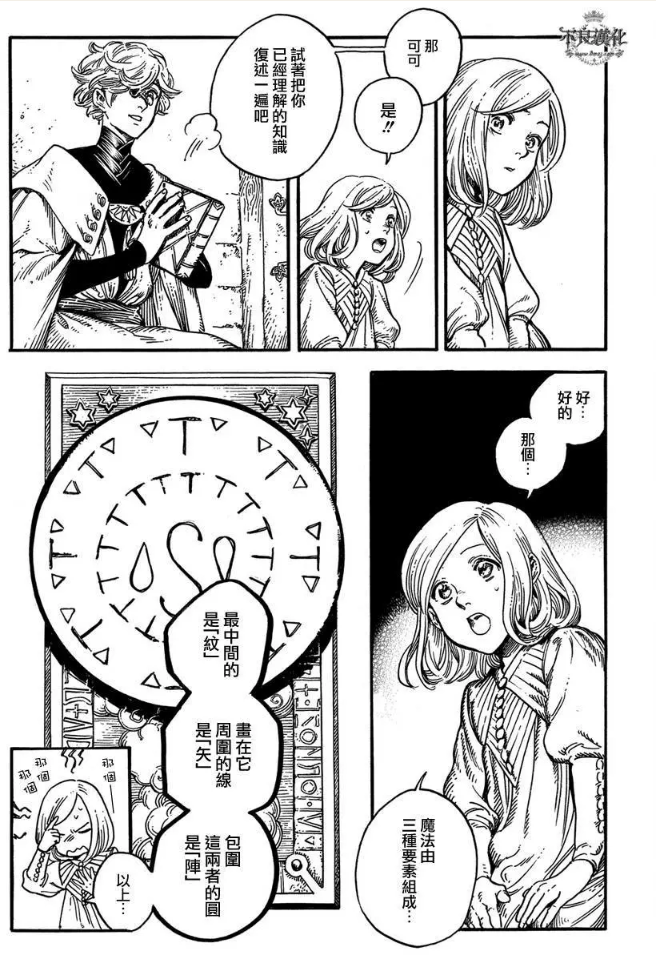 不良漢化
那
可可
是!!
試著把你
已經理解的知識
復述一遍吧
好…
好的
那個…
魔法由
三種要素組成…
最中間的
是「紋」
畫在它
周圍的線
是「矢」
包圍
這兩者的圓
是「陣」
那個
那個
那個
以上…